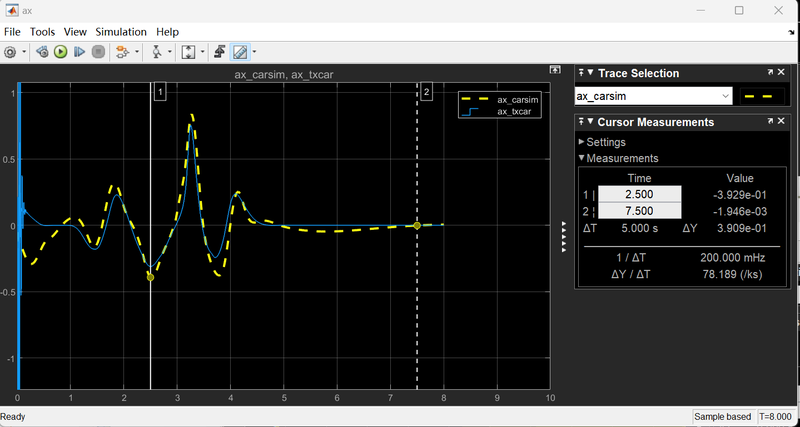 ax
File Tools View Simulation Help
ax_carsim, ax_txcar
1
2
ax_carsim
ax_txcar
1
0.5
0
-0.5
-1
0 1 2 3 4 5 6 7 8 9 10
Trace Selection
ax_carsim
Cursor Measurements
Settings
Measurements
Time Value
1 | 2.500 -3.929e-01
2 ¦ 7.500 -1.946e-03
ΔT 5.000 s ΔY 3.909e-01
1 / ΔT 200.000 mHz
ΔY / ΔT 78.189 (/ks)
Ready
Sample based T=8.000